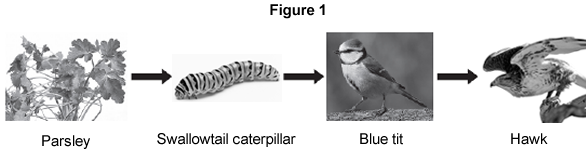 Figure 1
Parsley
Swallowtail caterpillar
Blue tit
Hawk